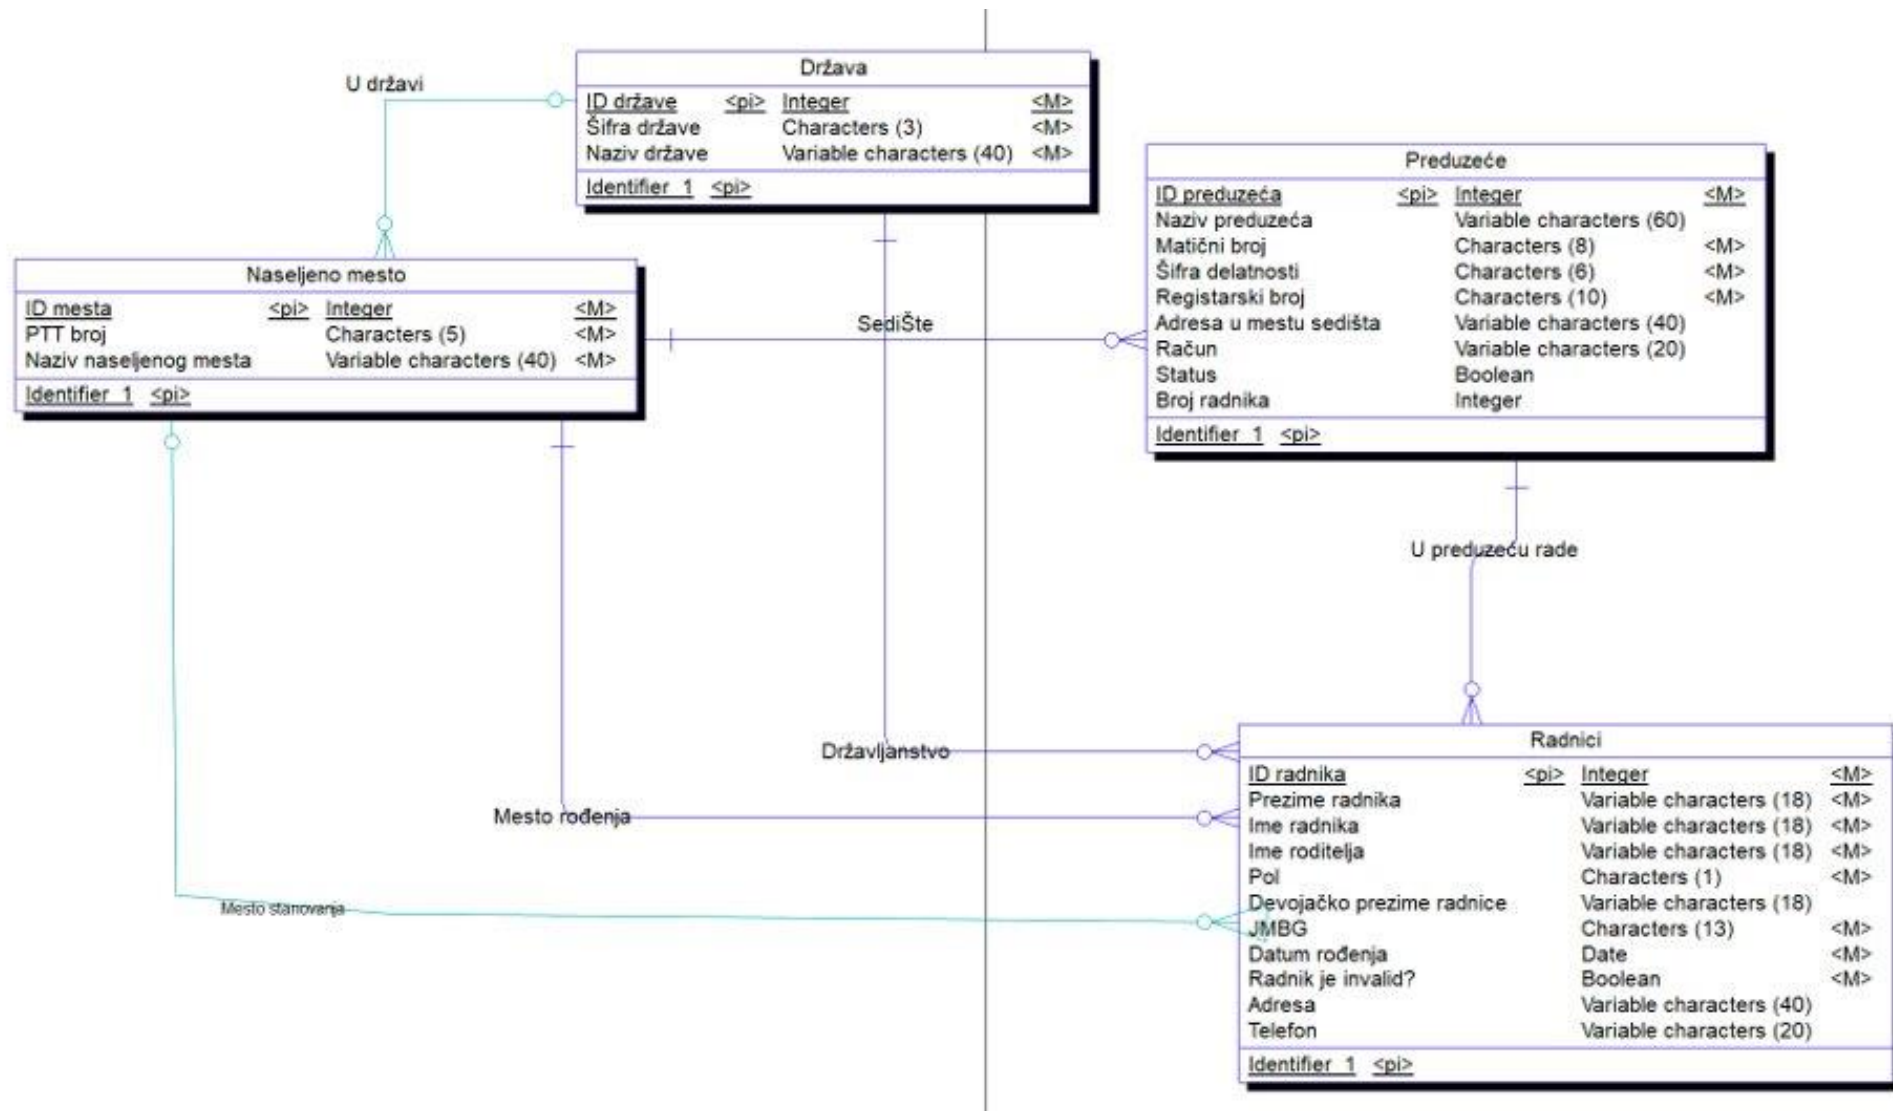 U državi
Država
ID države <pi> Integer <M>
Šifra države Characters (3) <M>
Naziv države Variable characters (40) <M>
Identifier_1 <pi>
Preduzeće
ID preduzeća <pi> Integer <M>
Naziv preduzeća Variable characters (60)
Matični broj Characters (8) <M>
Šifra delatnosti Characters (6) <M>
Registarski broj Characters (10) <M>
Adresa u mestu sedišta Variable characters (40)
Račun Variable characters (20)
Status Boolean
Broj radnika Integer
Identifier_1 <pi>
Naseljeno mesto
ID mesta <pi> Integer <M>
PTT broj Characters (5) <M>
Naziv naseljenog mesta Variable characters (40) <M>
Identifier_1 <pi>
SediŠte
U preduzeću rade
Državljanstvo
Mesto rođenja
Mesto stanovanja
Radnici
ID radnika <pi> Integer <M>
Prezime radnika Variable characters (18) <M>
Ime radnika Variable characters (18) <M>
Ime roditelja Variable characters (18) <M>
Pol Characters (1) <M>
Devojačko prezime radnice Variable characters (18)
JMBG Characters (13) <M>
Datum rođenja Date <M>
Radnik je invalid? Boolean <M>
Adresa Variable characters (40)
Telefon Variable characters (20)
Identifier_1 <pi>